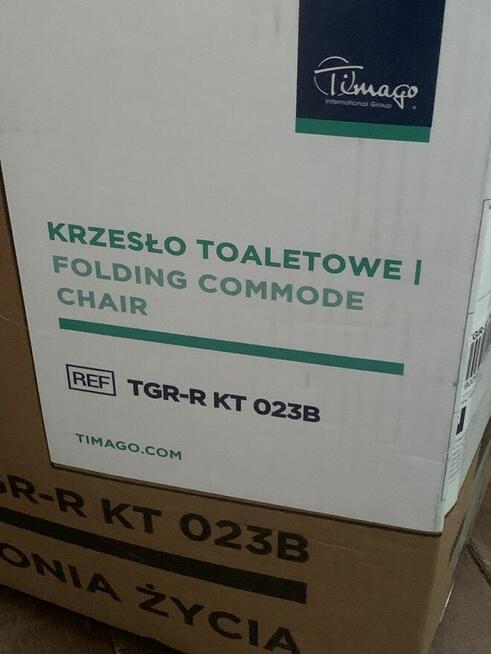 Timago
International Group
KRZESŁO TOALETOWE |
FOLDING COMMODE
CHAIR
REF TGR-R KT 023B
TIMAGO.COM
GR-R KT 023B
ONIA ŻYCIA